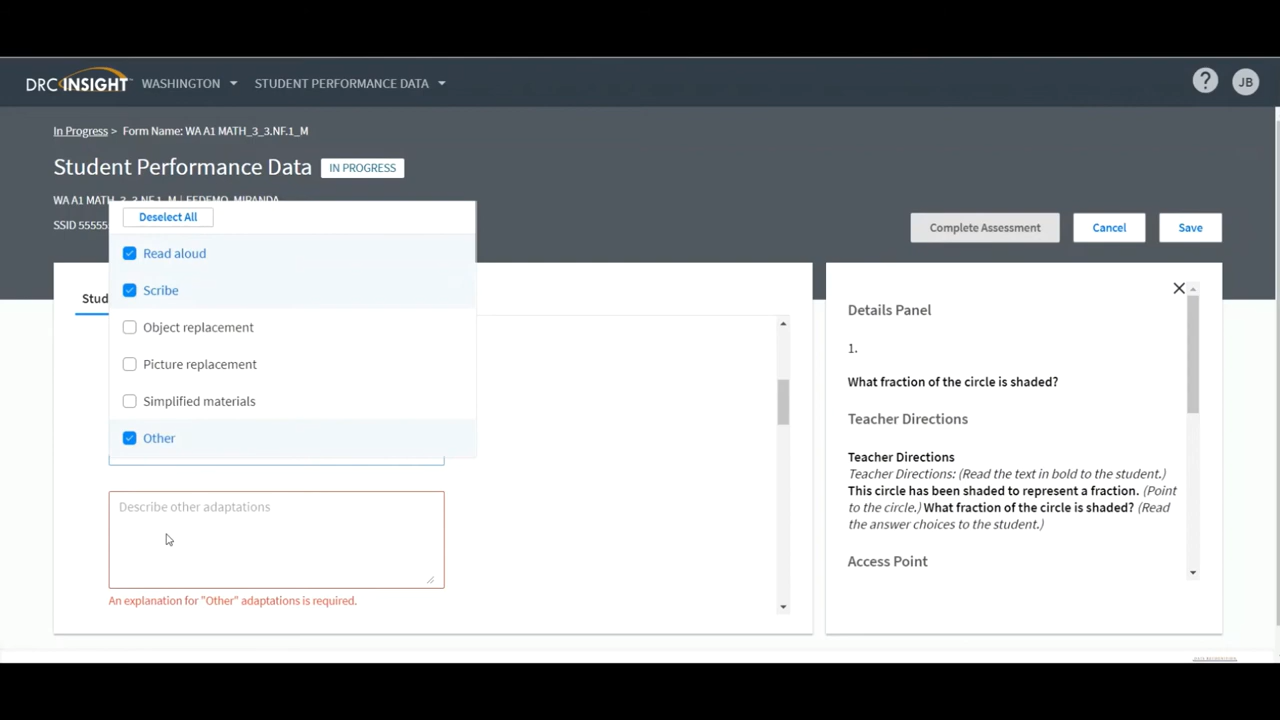 DRC INSIGHT™ WASHINGTON STUDENT PERFORMANCE DATA ? JB
In Progress > Form Name: WA A1 MATH_3_3.NF.1_M
Student Performance Data IN PROGRESS
WA A1 MATH_3_3.NF.1_M | FEDEMO, MIRANDA
SSID 55555
Complete Assessment Cancel Save
Deselect All
Read aloud
Scribe
Object replacement
Picture replacement
Simplified materials
Other
Stud
Describe other adaptations
An explanation for "Other" adaptations is required.
Details Panel
1.
What fraction of the circle is shaded?
Teacher Directions
Teacher Directions
Teacher Directions: (Read the text in bold to the student.)
This circle has been shaded to represent a fraction. (Point
to the circle.) What fraction of the circle is shaded? (Read
the answer choices to the student.)
Access Point